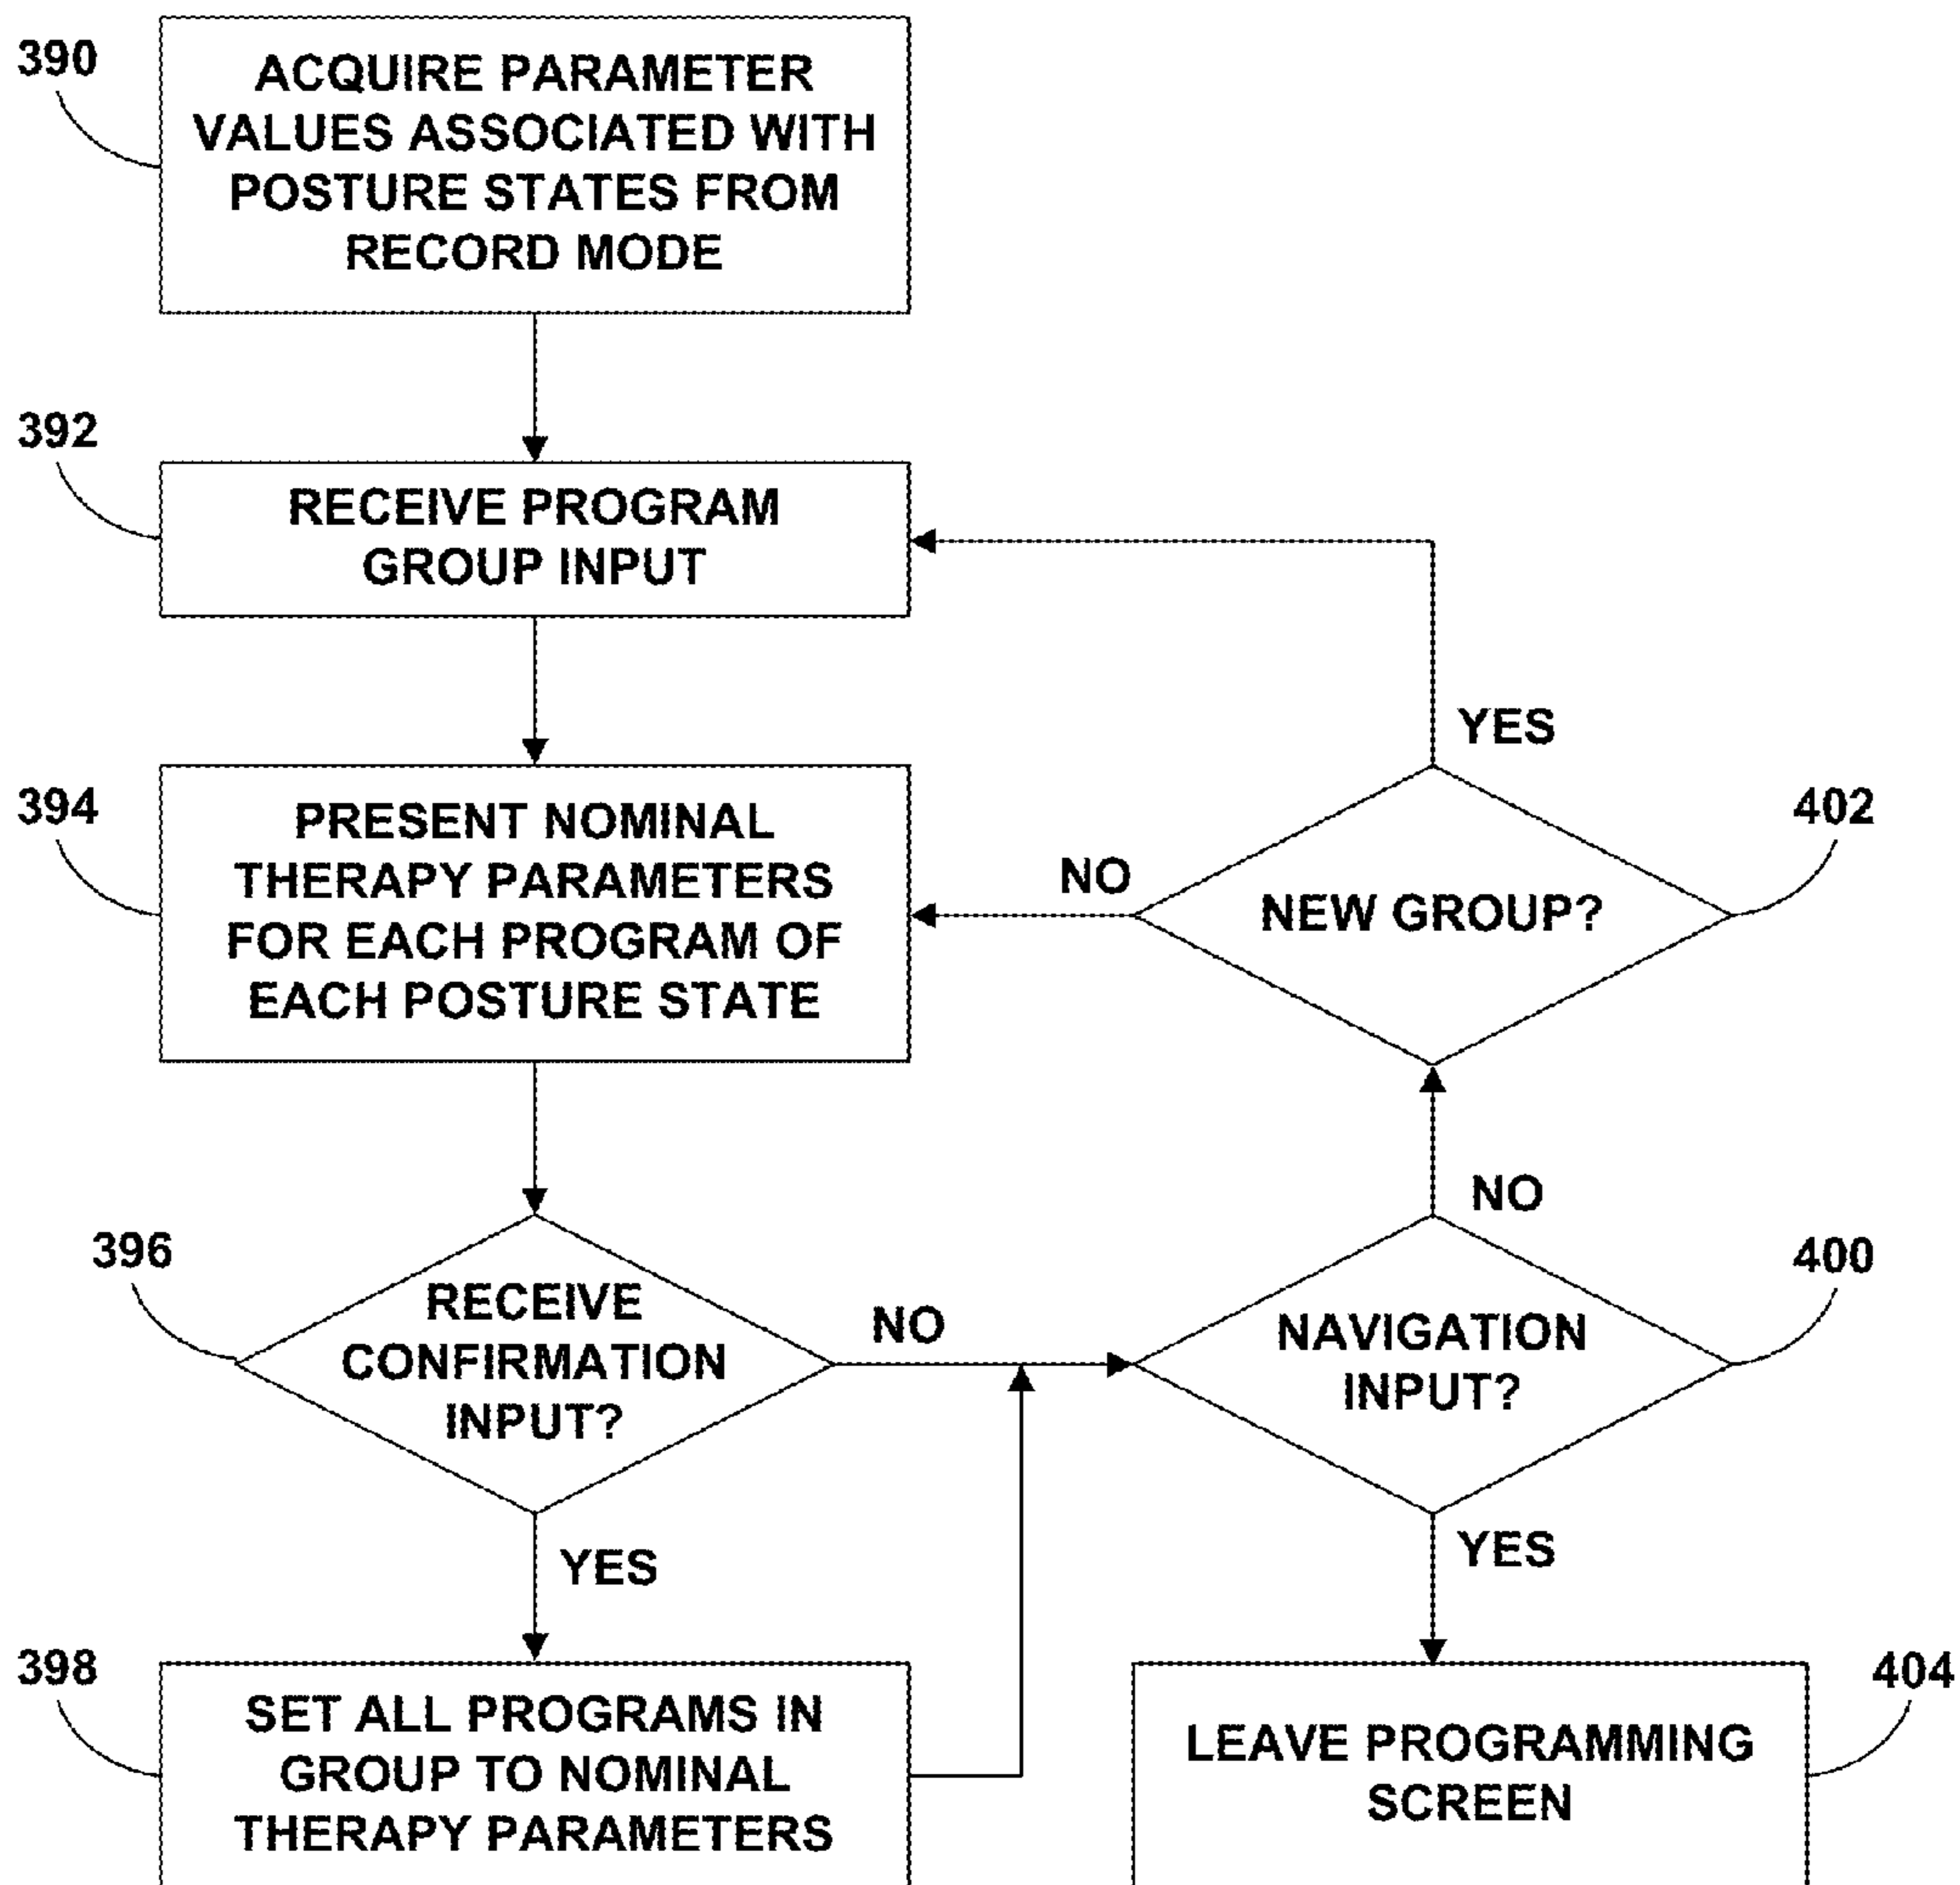 390
ACQUIRE PARAMETER
VALUES ASSOCIATED WITH
POSTURE STATES FROM
RECORD MODE
392
RECEIVE PROGRAM
GROUP INPUT
YES
394
PRESENT NOMINAL
THERAPY PARAMETERS
FOR EACH PROGRAM OF
EACH POSTURE STATE
NO
NEW GROUP?
402
NO
396
RECEIVE
CONFIRMATION
INPUT?
NO
NAVIGATION
INPUT?
400
YES
YES
398
SET ALL PROGRAMS IN
GROUP TO NOMINAL
THERAPY PARAMETERS
LEAVE PROGRAMMING
SCREEN
404